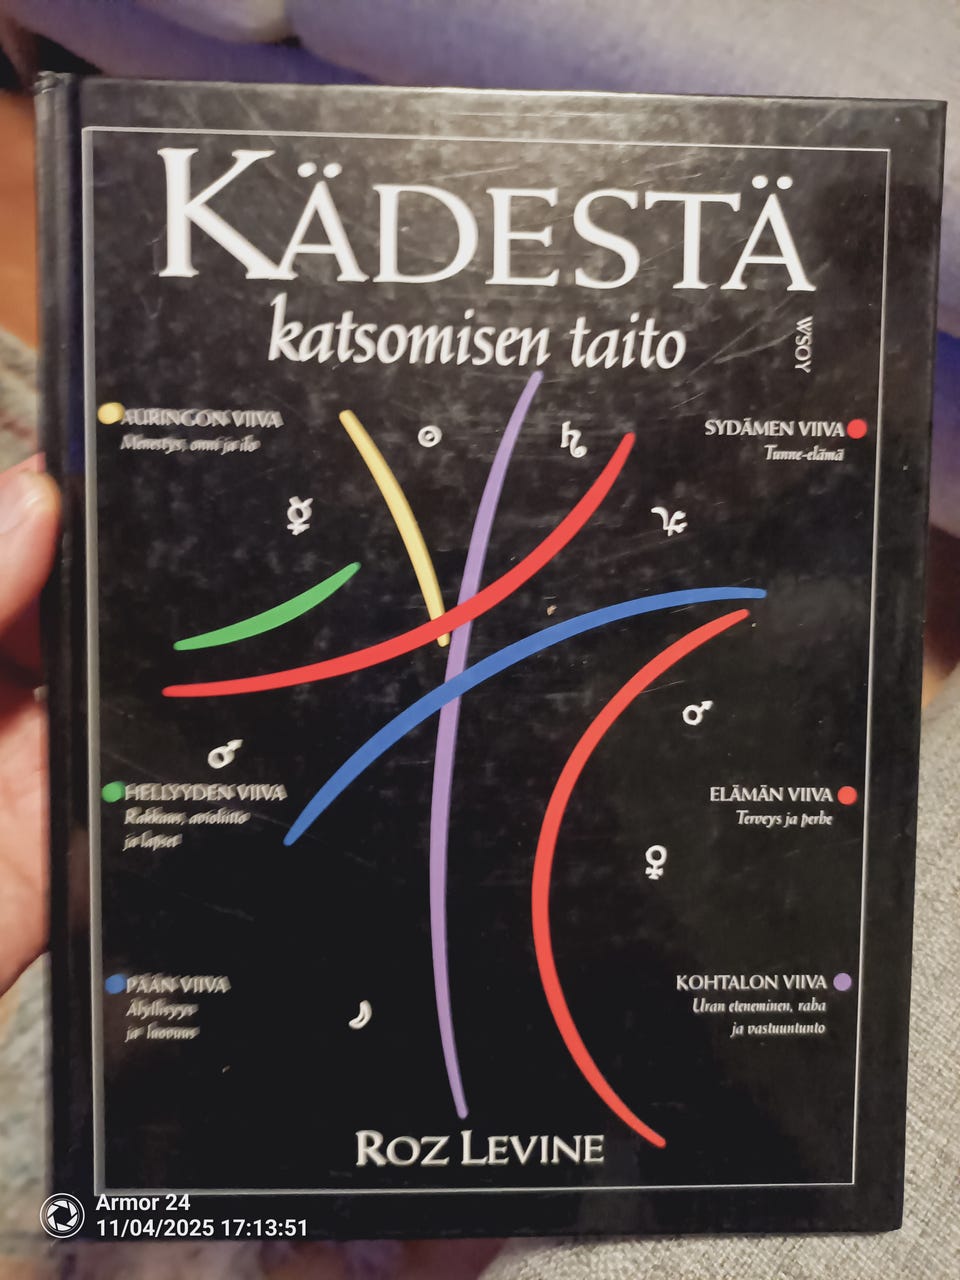 KÄDESTÄ
katsomisen taito
WSOY
AURINGON VIIVA
Menestys, onni ja ilo
SYDÄMEN VIIVA
Tunne-elämä
HELLYYDEN VIIVA
Rakkaus, avioliitto
ja lapset
ELÄMÄN VIIVA
Terveys ja perhe
PÄÄN VIIVA
Älyllisyys
ja luovuus
KOHTALON VIIVA
Uran eteneminen, raha
ja vastuuntunto
ROZ LEVINE
Armor 24
11/04/2025 17:13:51